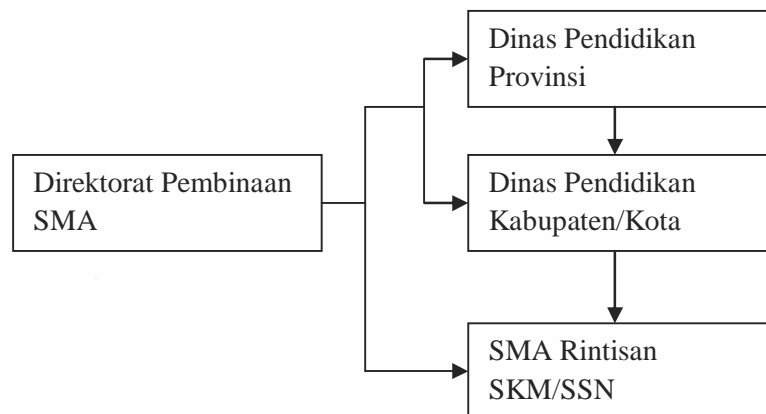 Dinas Pendidikan
Provinsi
Direktorat Pembinaan
SMA
Dinas Pendidikan
Kabupaten/Kota
SMA Rintisan
SKM/SSN